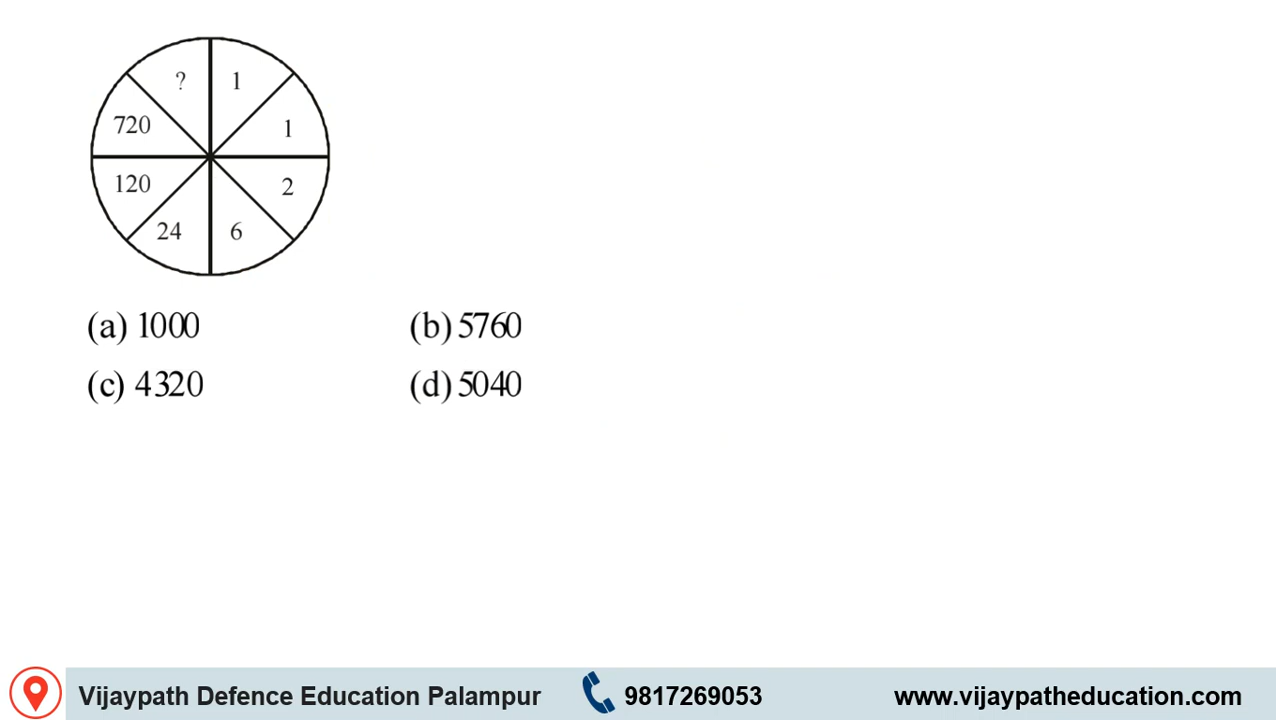 ? 1
720 1
120 2
24 6
(a) 1000 (b) 5760
(c) 4320 (d) 5040
Vijaypath Defence Education Palampur 9817269053 www.vijaypatheducation.com